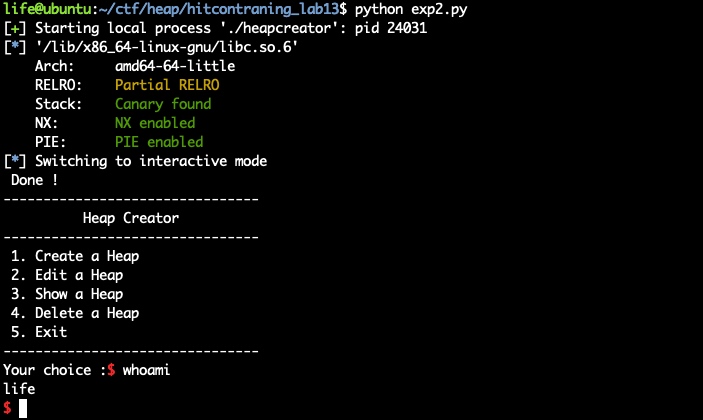 life@ubuntu:~/ctf/heap/hitcontraning_lab13$ python exp2.py
[+] Starting local process './heapcreator': pid 24031
[*] '/lib/x86_64-linux-gnu/libc.so.6'
    Arch:     amd64-64-little
    RELRO:    Partial RELRO
    Stack:    Canary found
    NX:       NX enabled
    PIE:      PIE enabled
[*] Switching to interactive mode
 Done !
--------------------------------
          Heap Creator
--------------------------------
 1. Create a Heap
 2. Edit a Heap
 3. Show a Heap
 4. Delete a Heap
 5. Exit
--------------------------------
Your choice :$ whoami
life
$